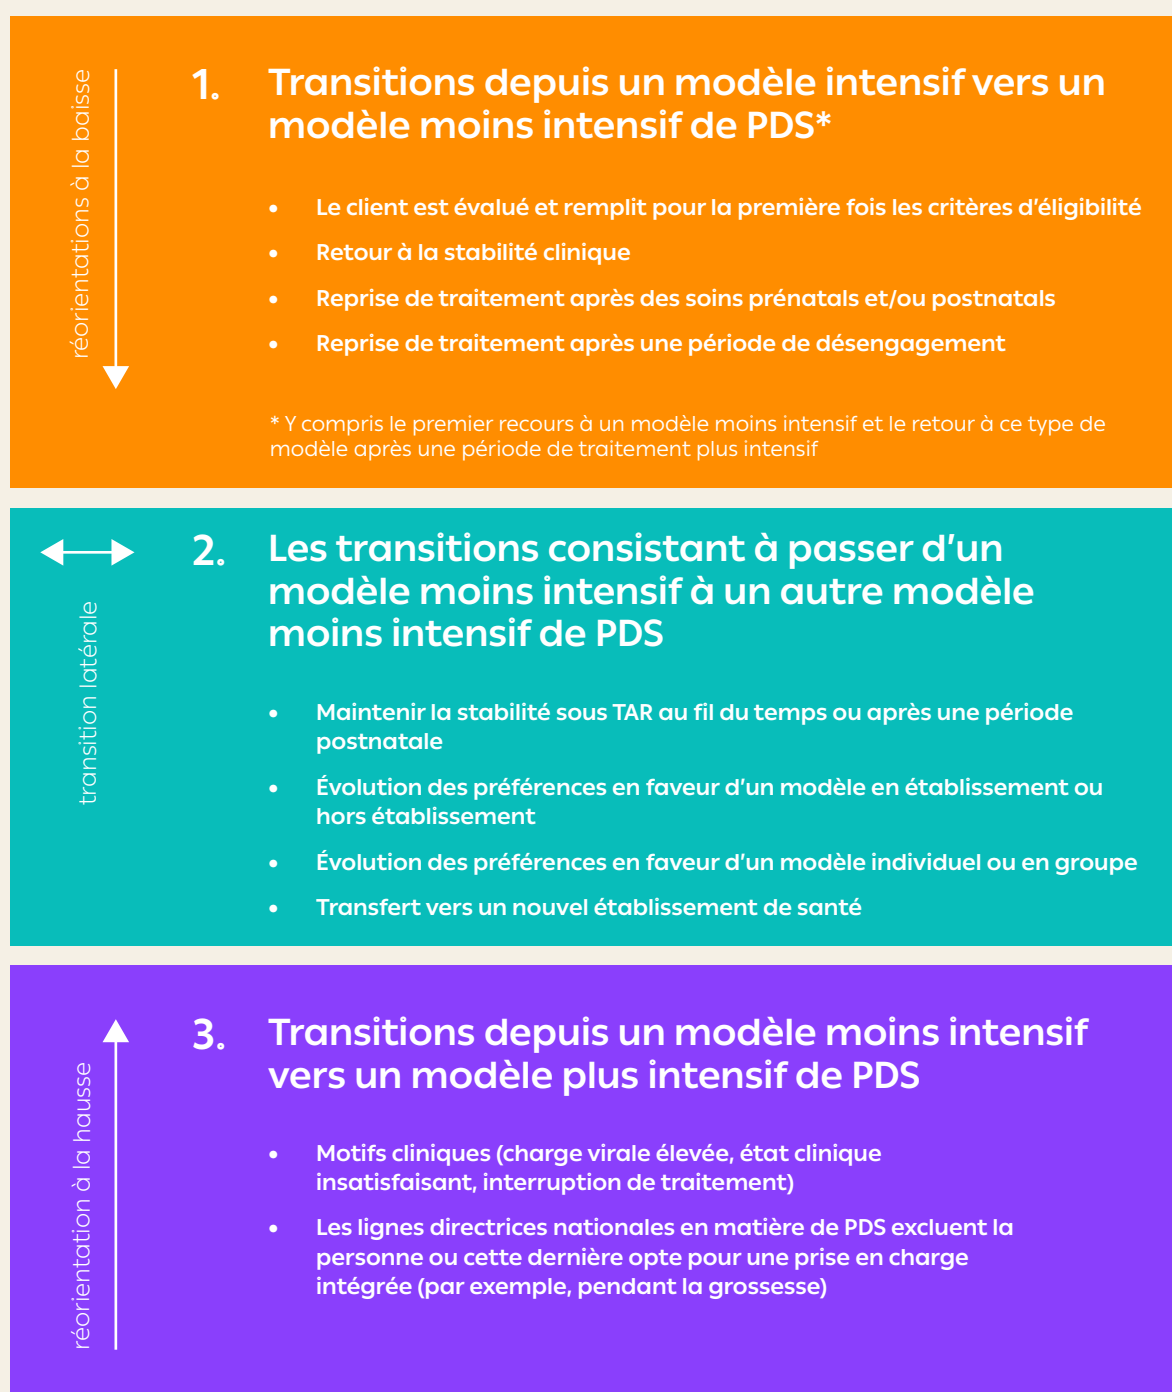 réorientations à la baisse
1. Transitions depuis un modèle intensif vers un
modèle moins intensif de PDS*
• Le client est évalué et remplit pour la première fois les critères d’éligibilité
• Retour à la stabilité clinique
• Reprise de traitement après des soins prénatals et/ou postnatals
• Reprise de traitement après une période de désengagement
* Y compris le premier recours à un modèle moins intensif et le retour à ce type de
modèle après une période de traitement plus intensif
transition latérale
2. Les transitions consistant à passer d’un
modèle moins intensif à un autre modèle
moins intensif de PDS
• Maintenir la stabilité sous TAR au fil du temps ou après une période
postnatale
• Évolution des préférences en faveur d’un modèle en établissement ou
hors établissement
• Évolution des préférences en faveur d’un modèle individuel ou en groupe
• Transfert vers un nouvel établissement de santé
réorientation à la hausse
3. Transitions depuis un modèle moins intensif
vers un modèle plus intensif de PDS
• Motifs cliniques (charge virale élevée, état clinique
insatisfaisant, interruption de traitement)
• Les lignes directrices nationales en matière de PDS excluent la
personne ou cette dernière opte pour une prise en charge
intégrée (par exemple, pendant la grossesse)